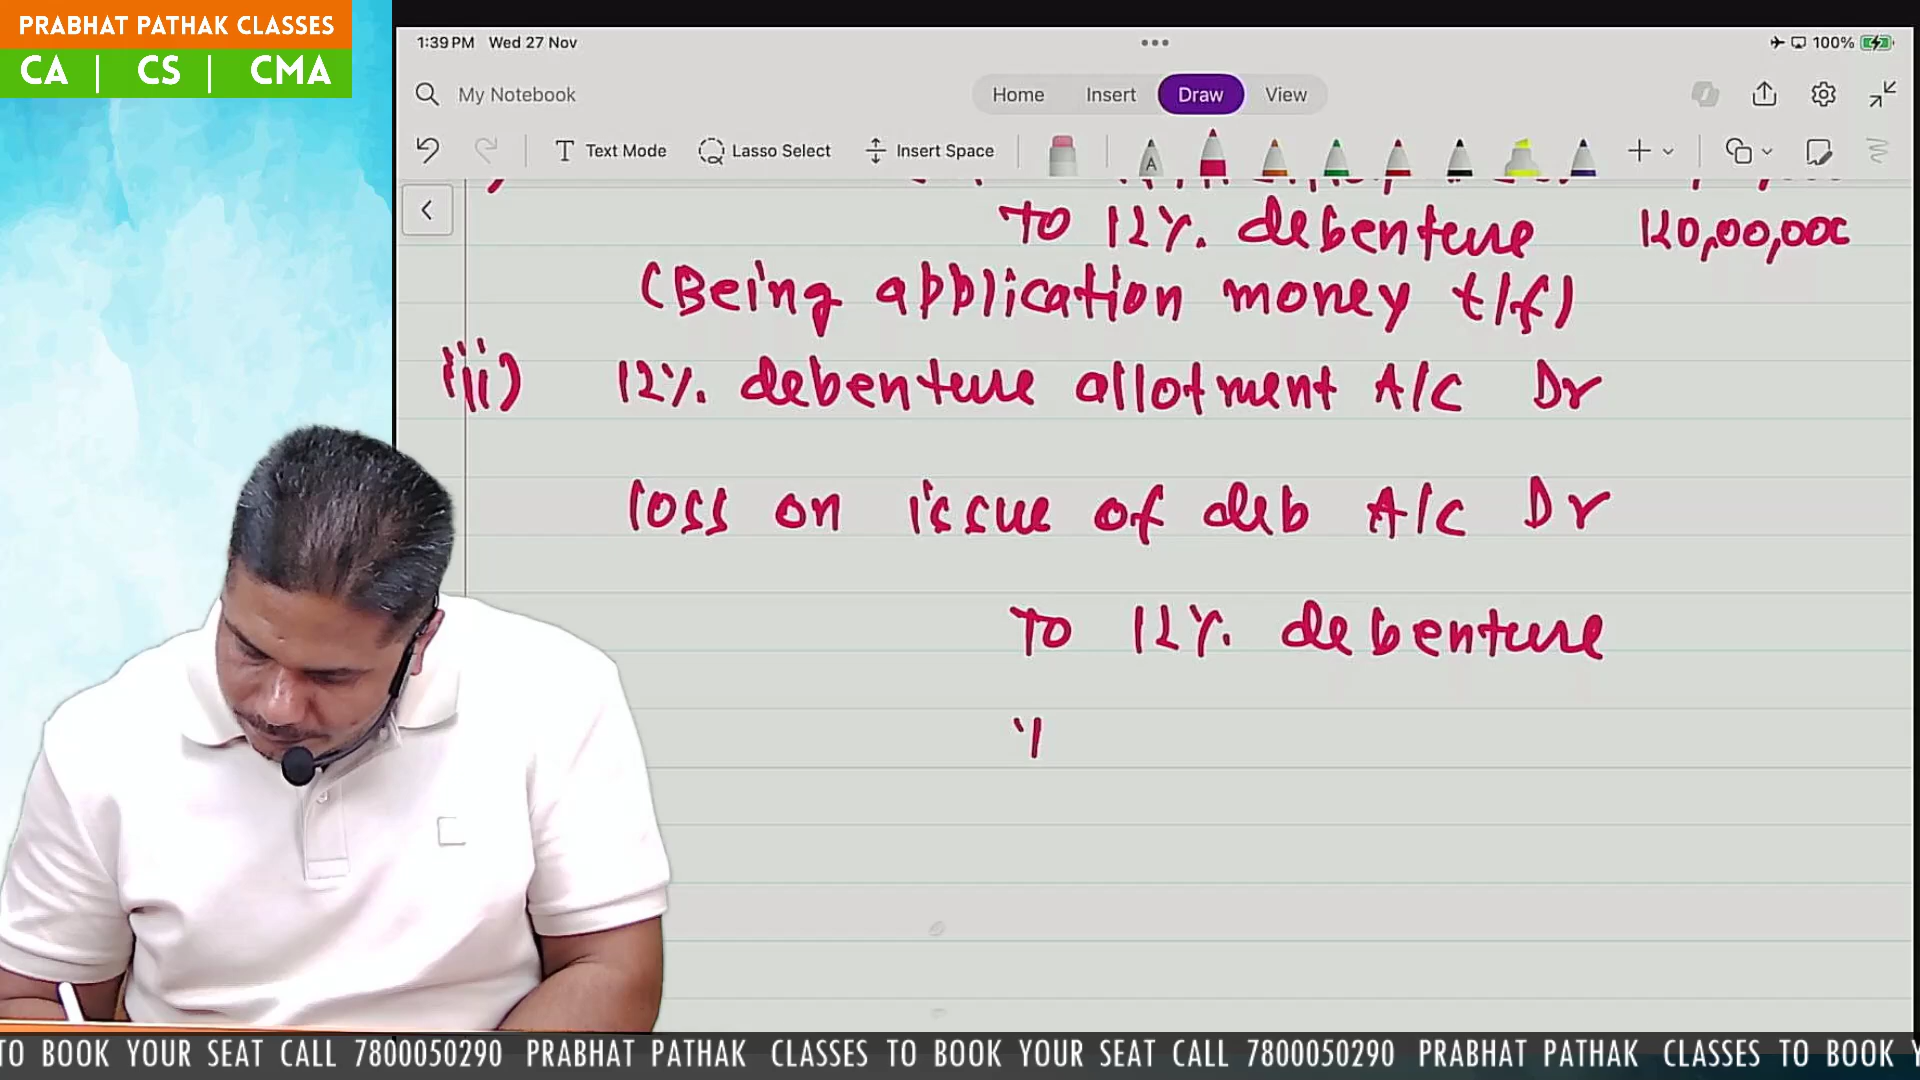 PRABHAT PATHAK CLASSES
CA | CS | CMA
1:39 PM Wed 27 Nov
100%
My Notebook
Home Insert Draw View
Text Mode Lasso Select Insert Space
A
To 12%. debenture 120,00,000
(Being application money t/f)
(iii) 12%. debenture allotment A/C Dr
loss on issue of deb A/C Dr
To 12%. debenture
TO BOOK YOUR SEAT CALL 7800050290 PRABHAT PATHAK CLASSES TO BOOK YOUR SEAT CALL 7800050290 PRABHAT PATHAK CLASSES TO BOOK